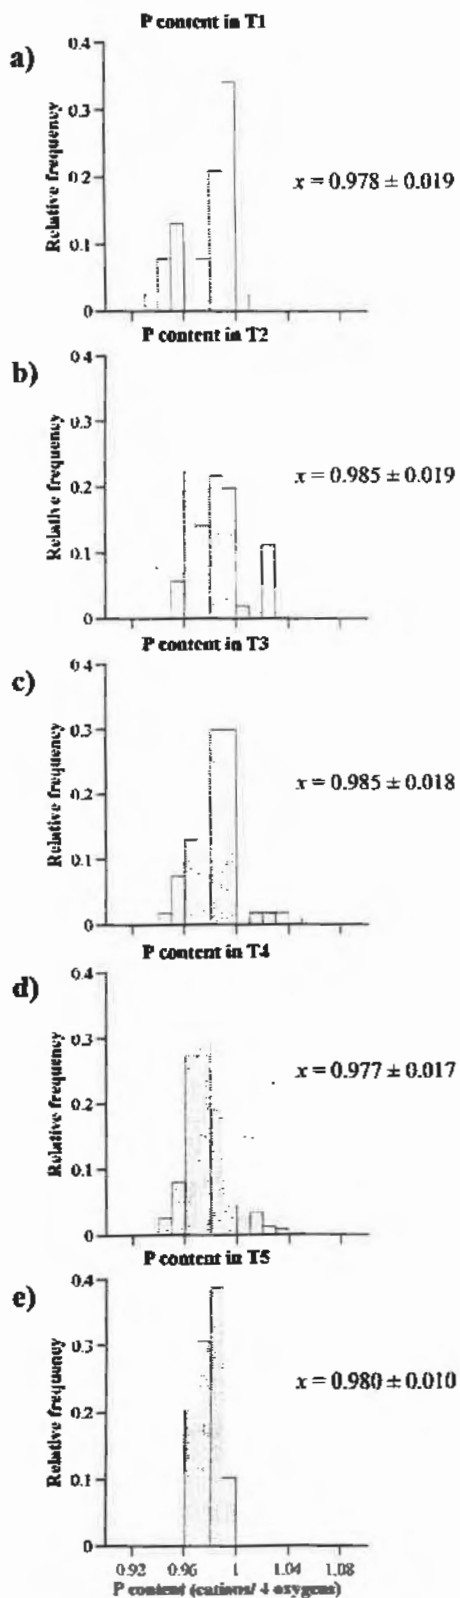 P content in T1
a)
Relative frequency
0.4
0.3
0.2
0.1
0
x = 0.978 ± 0.019
P content in T2
b)
Relative frequency
0.4
0.3
0.2
0.1
0
x = 0.985 ± 0.019
P content in T3
c)
Relative frequency
0.4
0.3
0.2
0.1
0
x = 0.985 ± 0.018
P content in T4
d)
Relative frequency
0.4
0.3
0.2
0.1
0
x = 0.977 ± 0.017
P content in T5
e)
Relative frequency
0.4
0.3
0.2
0.1
0
x = 0.980 ± 0.010
0.92 0.96 1 1.04 1.08
P content (cations/ 4 oxygens)